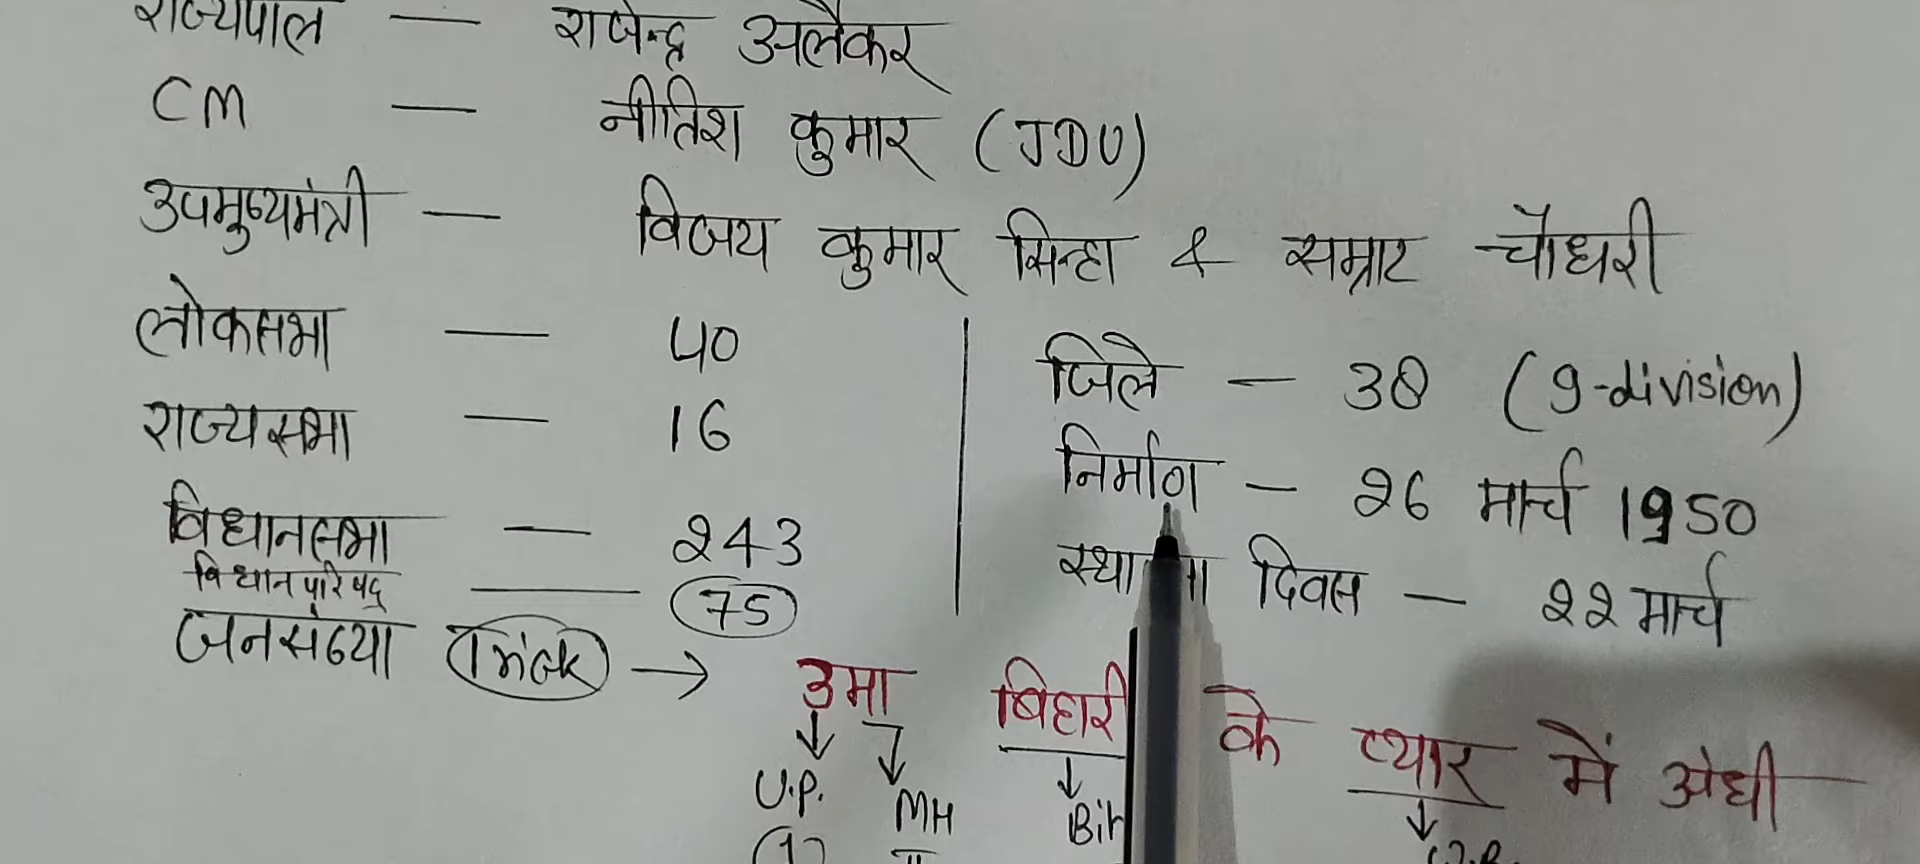 राज्यपाल — राजेन्द्र अर्लेकर
CM — नीतिश कुमार (JDU)
उपमुख्यमंत्री — विजय कुमार सिन्हा & सम्राट चौधरी
लोकसभा — 40
राज्यसभा — 16
विधानसभा — 243
विधान परिषद् — 75
जनसंख्या Trick → उमा बिहारी के प्यार में अंधी
जिले — 38 (9-division)
निर्माण — 26 मार्च 1950
दिवस — 22 मार्च
U.P. MH